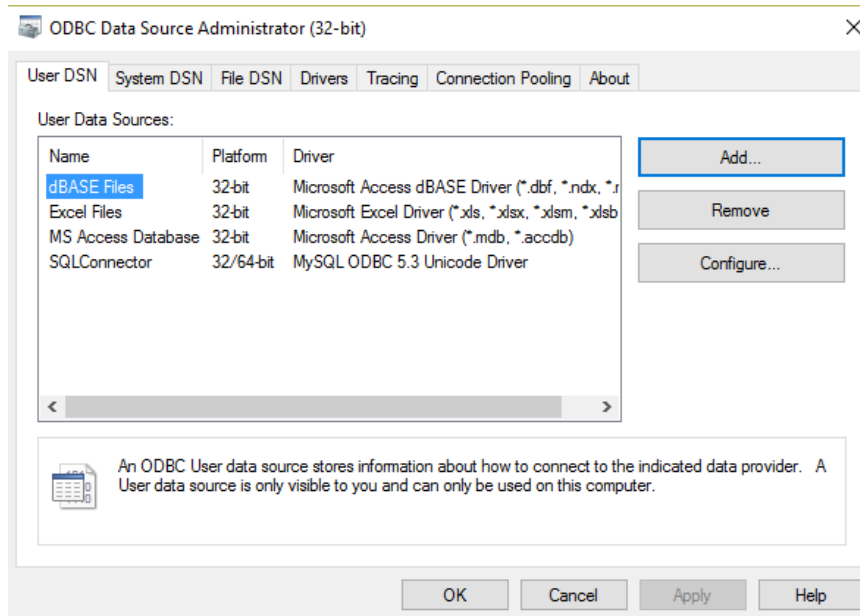 ODBC Data Source Administrator (32-bit)
User DSN System DSN File DSN Drivers Tracing Connection Pooling About
User Data Sources:
Name Platform Driver
dBASE Files 32-bit Microsoft Access dBASE Driver (*.dbf, *.ndx, *.
Excel Files 32-bit Microsoft Excel Driver (*.xls, *.xlsx, *.xlsm, *.xlsb
MS Access Database 32-bit Microsoft Access Driver (*.mdb, *.accdb)
SQLConnector 32/64-bit MySQL ODBC 5.3 Unicode Driver
Add...
Remove
Configure...
An ODBC User data source stores information about how to connect to the indicated data provider. A
User data source is only visible to you and can only be used on this computer.
OK Cancel Apply Help